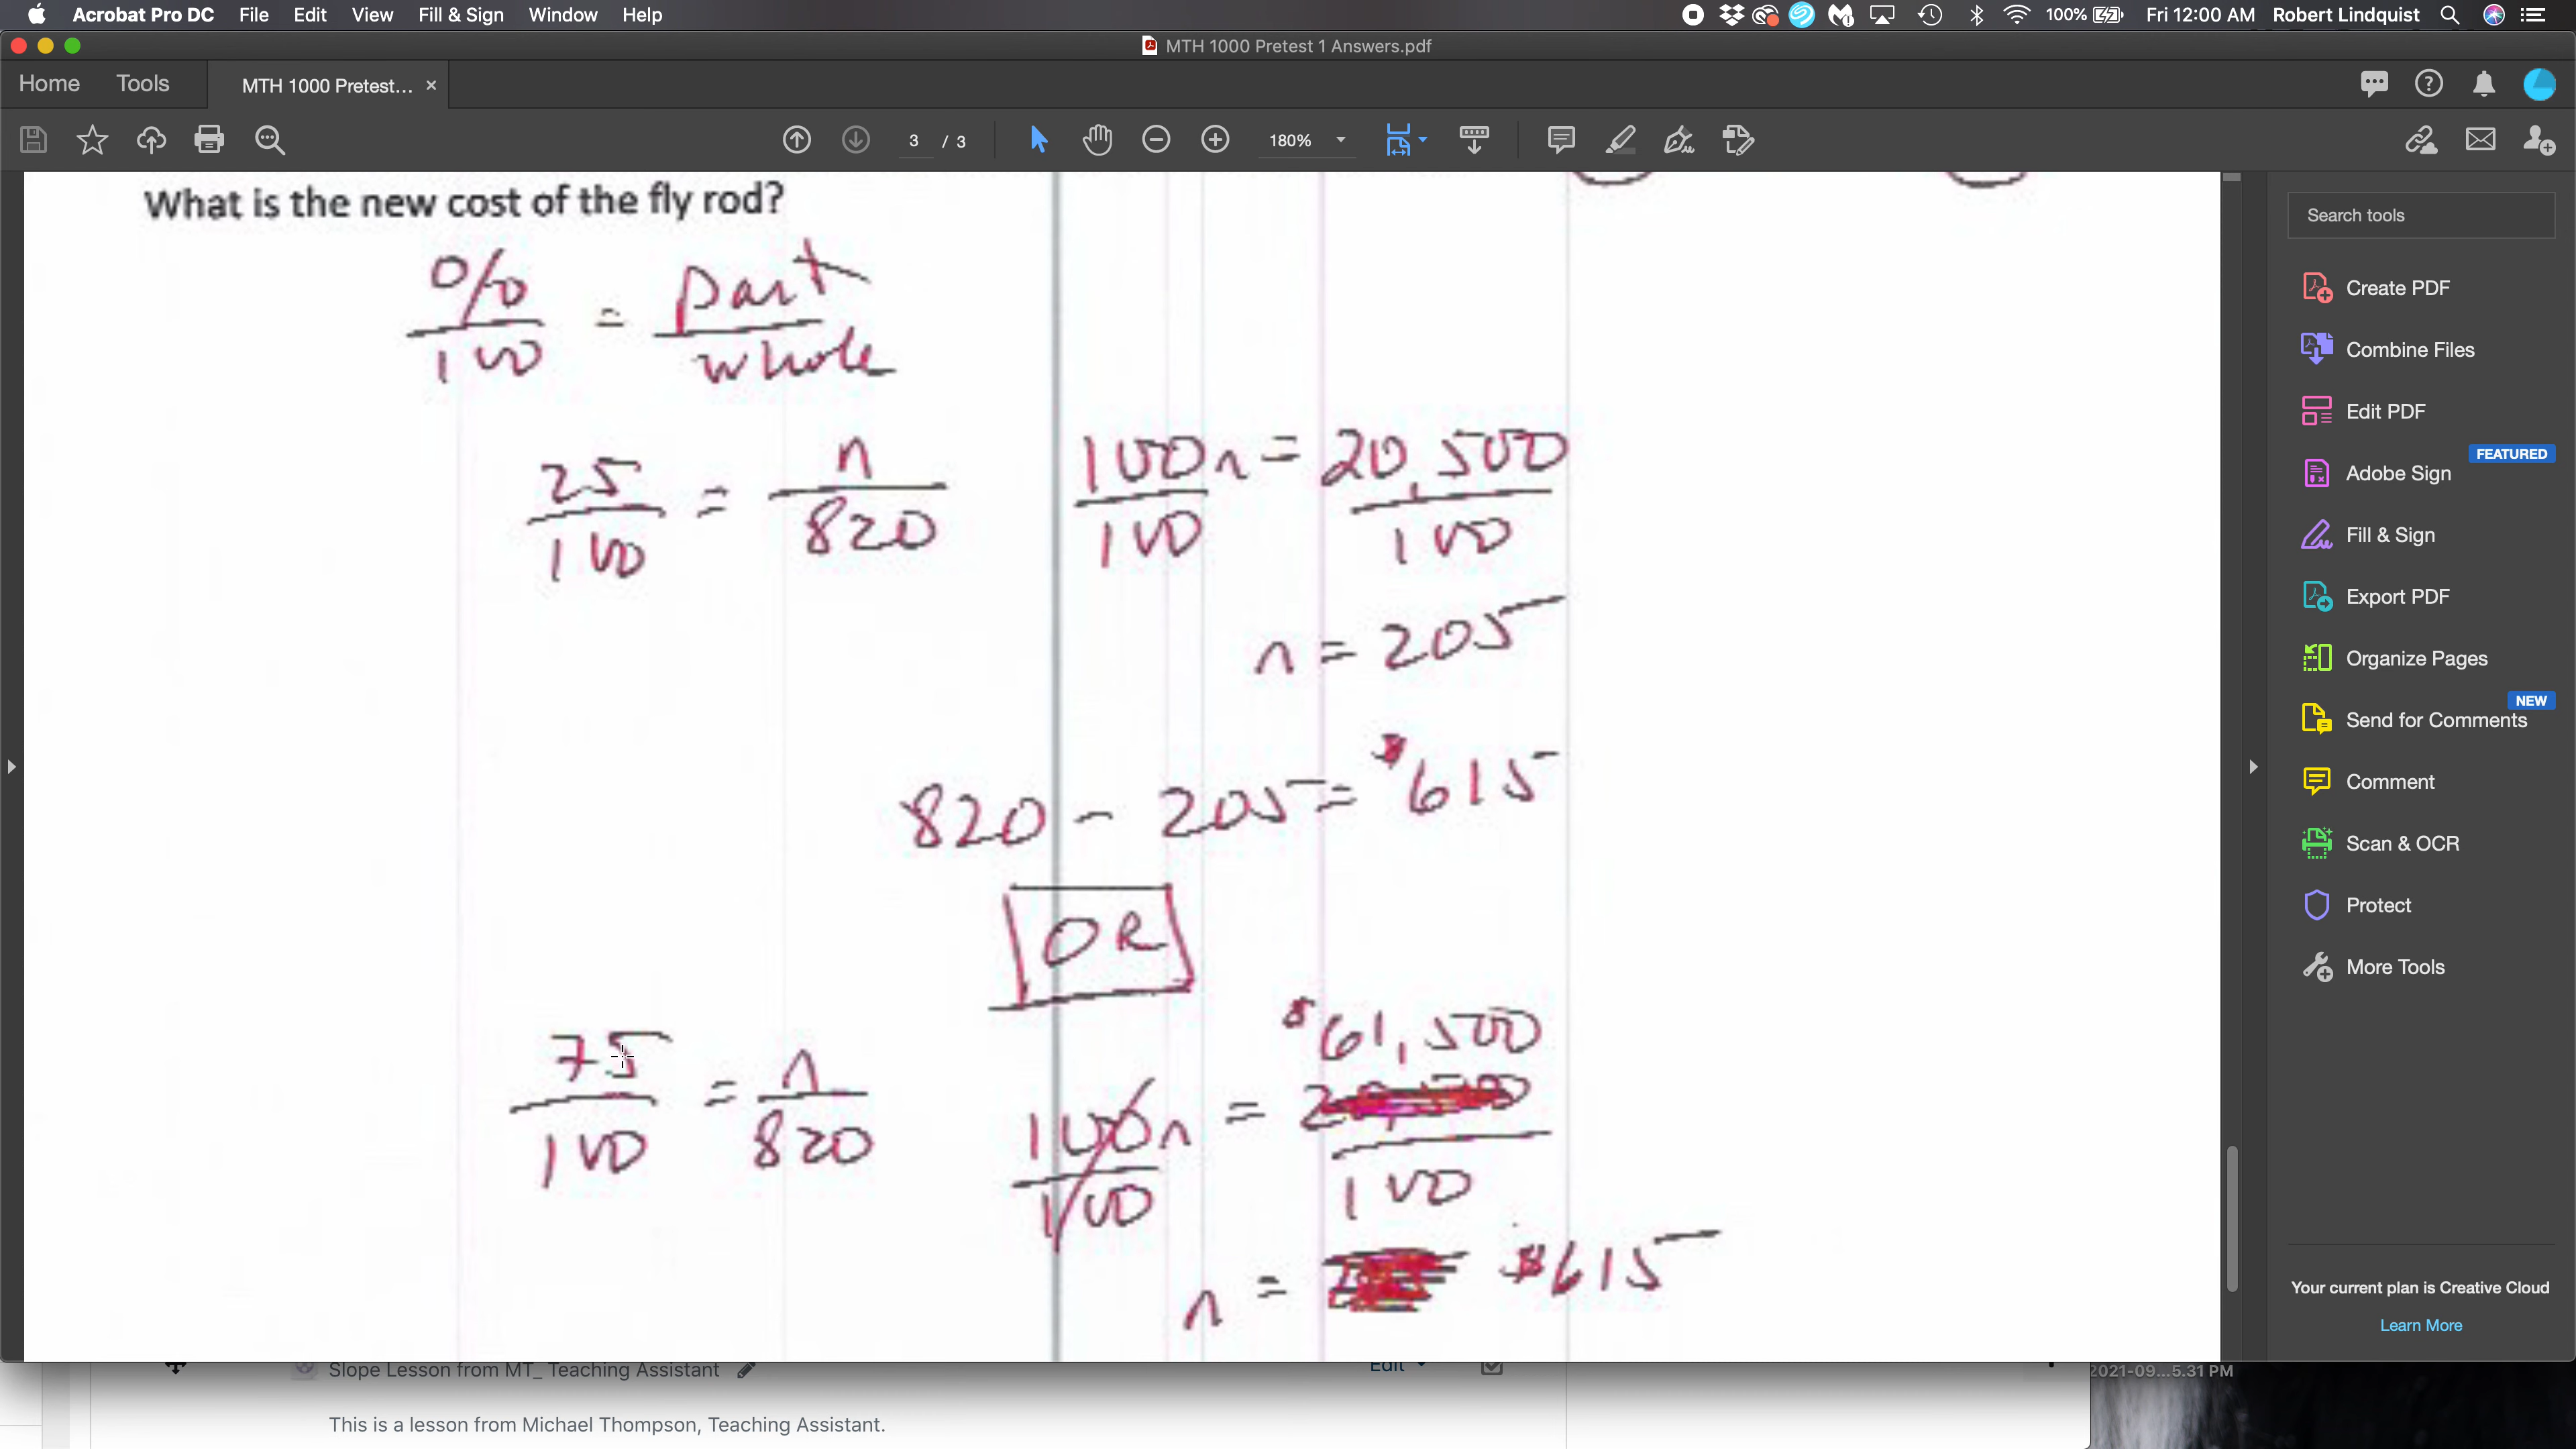 Acrobat Pro DC File Edit View Fill & Sign Window Help 100% Fri 12:00 AM Robert Lindquist
MTH 1000 Pretest 1 Answers.pdf
Home Tools MTH 1000 Pretest... ×
3 / 3 180%
What is the new cost of the fly rod?
% = part
100 whole
25 = n
100 820
100n = 20,500
100 100
n = 205
820 - 205 = $615
OR
75 = n
100 820
$61,500
100n =
100 100
n = $615
Search tools
Create PDF
Combine Files
Edit PDF
FEATURED
Adobe Sign
Fill & Sign
Export PDF
Organize Pages
NEW
Send for Comments
Comment
Scan & OCR
Protect
More Tools
Your current plan is Creative Cloud
Learn More
Slope Lesson from MT_ Teaching Assistant Edit
2021-09...5.31 PM
This is a lesson from Michael Thompson, Teaching Assistant.